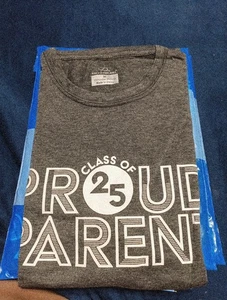 CLASS OF
25
PROUD
PARENT